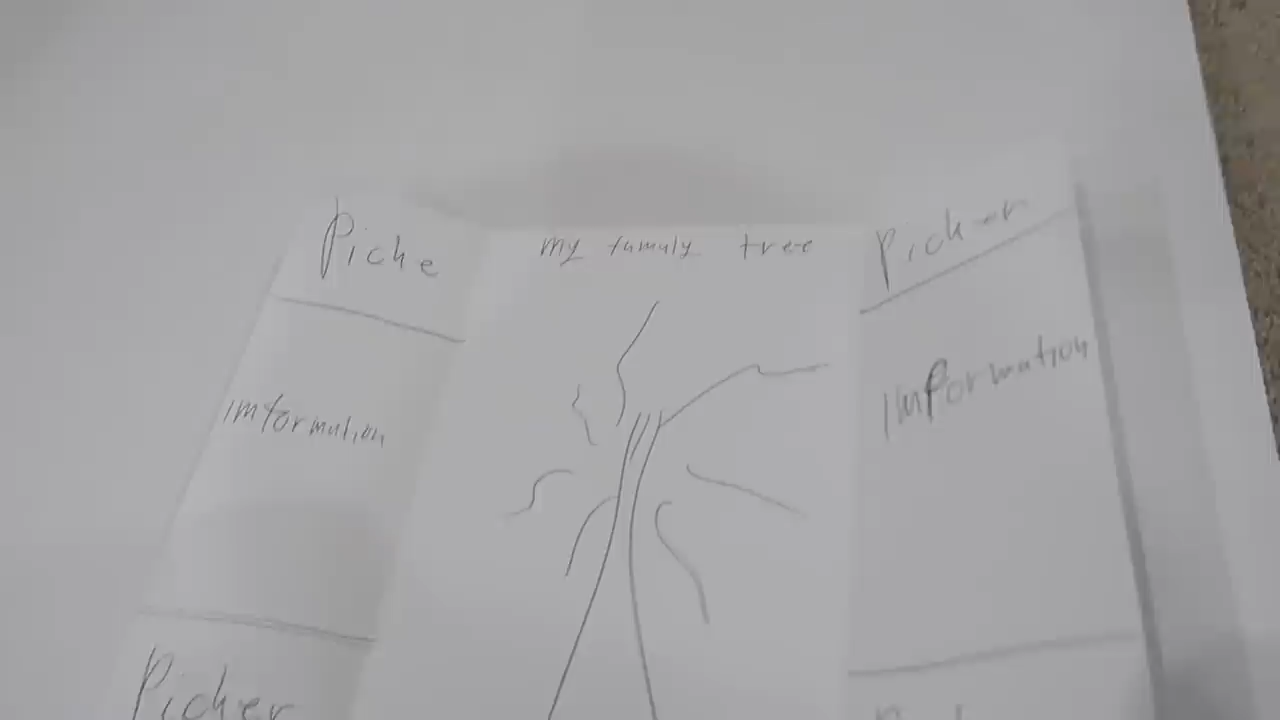 Piche
my famuly tree
Picher
imformation
imformation
Picher